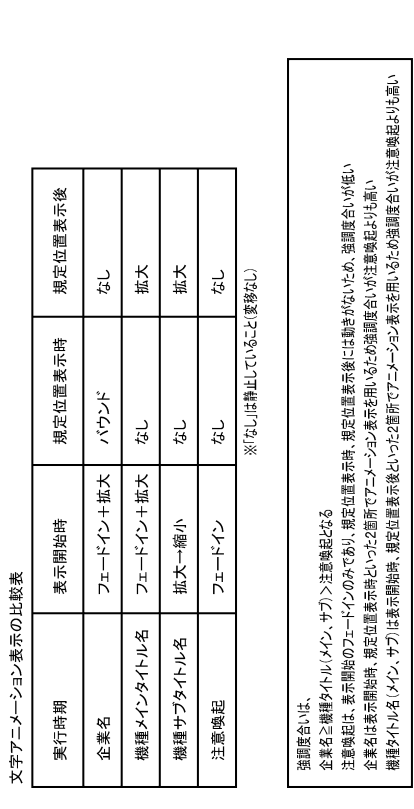 文字アニメーション表示の比較表
実行時期 表示開始時 規定位置表示時 規定位置表示後
企業名 フェードイン＋拡大 バウンド なし
機種メインタイトル名 フェードイン＋拡大 なし 拡大
機種サブタイトル名 拡大→縮小 なし 拡大
注意喚起 フェードイン なし なし
※「なし」は静止していること(変移なし)
強調度合いは、
企業名≧機種タイトル(メイン、サブ)＞注意喚起となる
注意喚起は、表示開始のフェードインのみであり、規定位置表示時、規定位置表示後には動きがないため、強調度合いが低い
企業名は表示開始時、規定位置表示時といった2箇所でアニメーション表示を用いるため強調度合いが注意喚起よりも高い
機種タイトル名(メイン、サブ)は表示開始時、規定位置表示後といった2箇所でアニメーション表示を用いるため強調度合いが注意喚起よりも高い